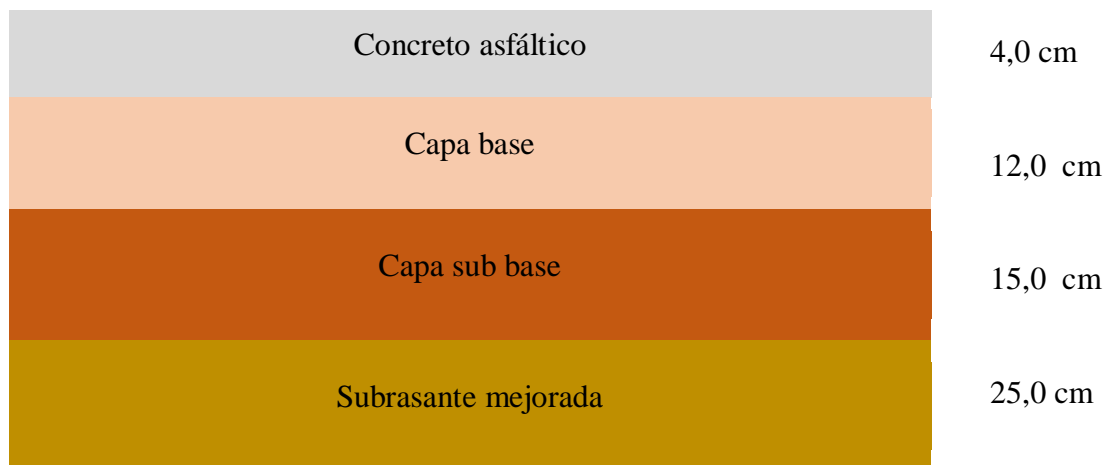 Concreto asfáltico 4,0 cm
Capa base 12,0 cm
Capa sub base 15,0 cm
Subrasante mejorada 25,0 cm